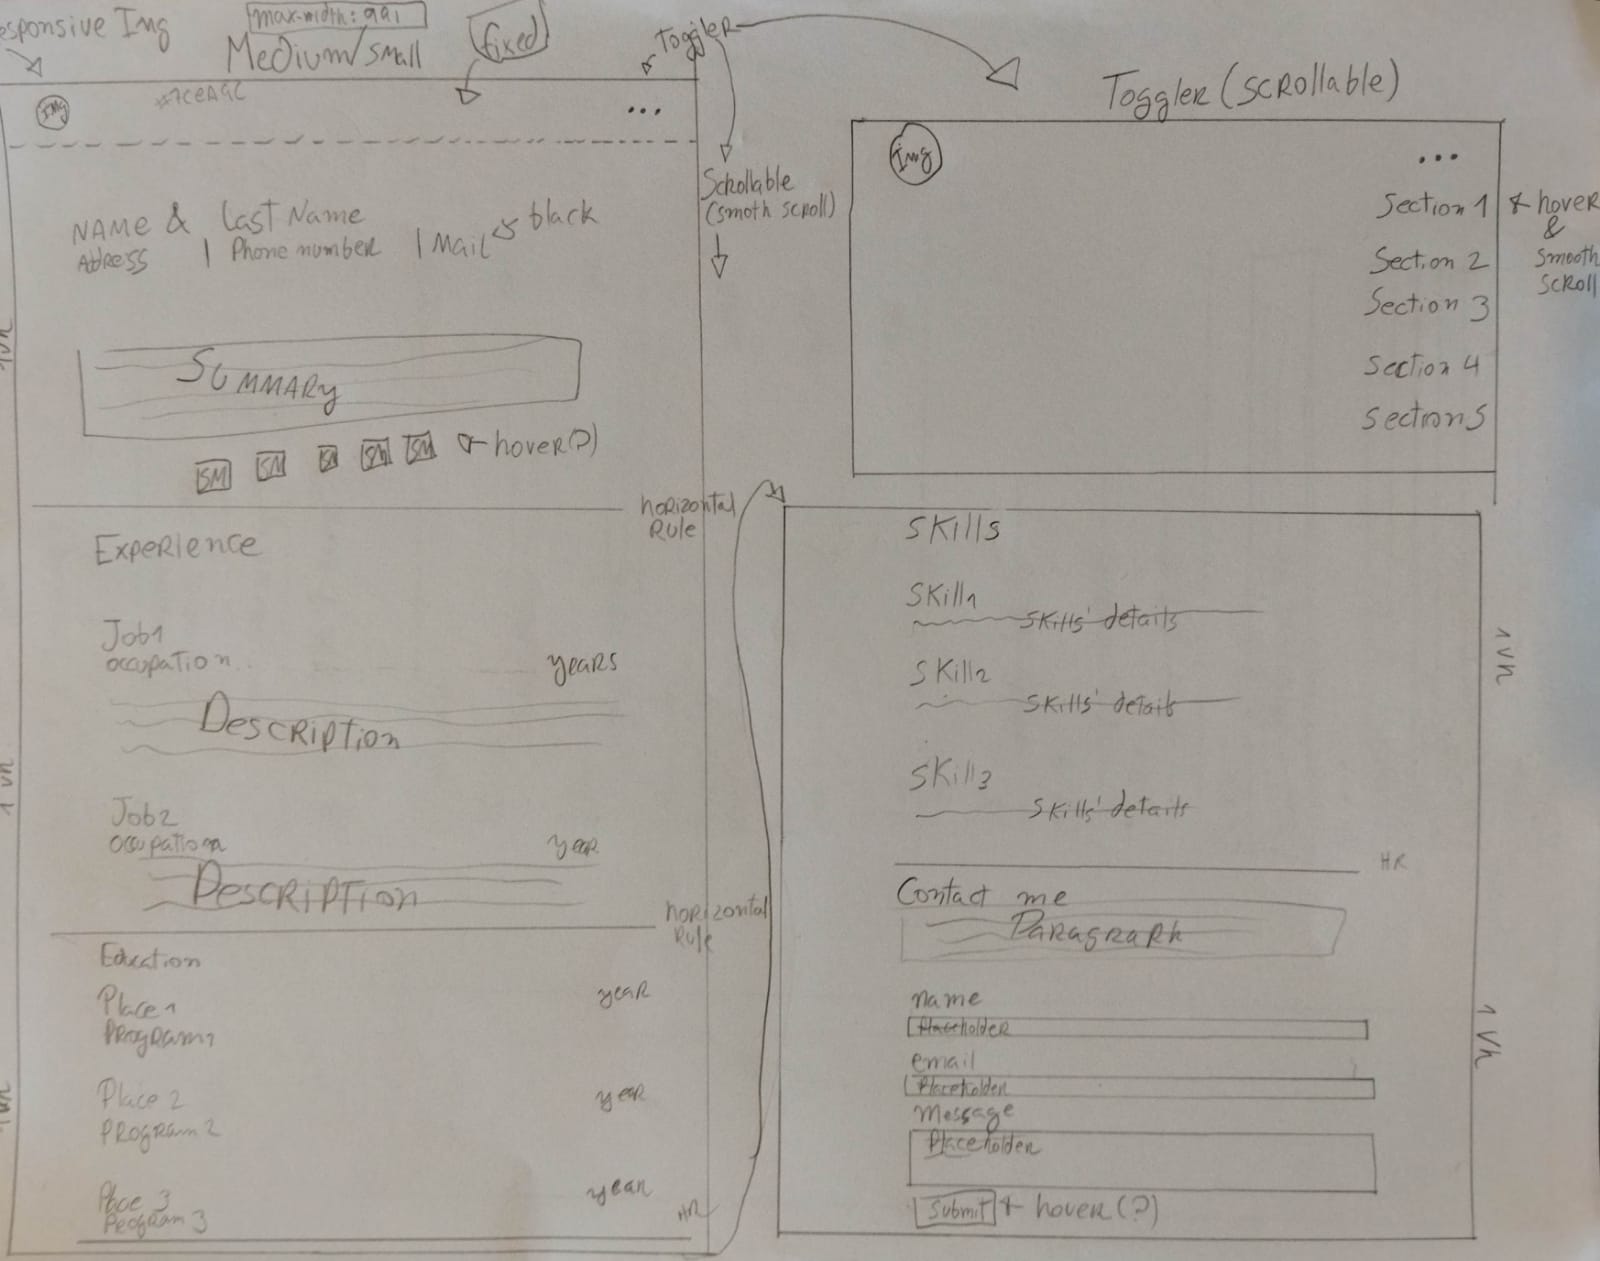 esponsive Img
max-width: 991
Medium/small
fixed
Toggler
Img
#7CEAGC
...
Scrollable
(smoth scroll)
NAME & Last Name
black
Adress | Phone number | Mail
SUMMARY
SM SM SM SM SM
hover(?)
horizontal
Rule
Experience
Job1
occupation
years
Description
Job2
occupation
year
Description
horizontal
Rule
Education
Place 1
year
Program1
Place 2
year
Program 2
Place 3
year
Program 3
HR
1 vh
1 vh
1 vh
Toggler (scrollable)
Img
...
Section 1
hover
&
smooth
scroll
Section 2
Section 3
Section 4
Section 5
Skills
Skill1
Skills' details
Skill2
Skills' details
Skill3
Skills' details
1 vh
HR
Contact me
Paragraph
name
Placeholder
email
Placeholder
Message
Placeholder
Submit
hover (?)
1 Vh